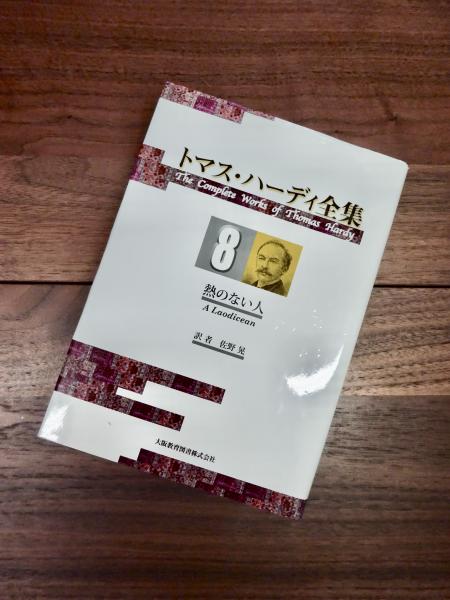 トマス・ハーディ全集
The Complete Works of Thomas Hardy
8
熱のない人
A Laodicean
訳者 佐野 晃
大阪教育図書株式会社